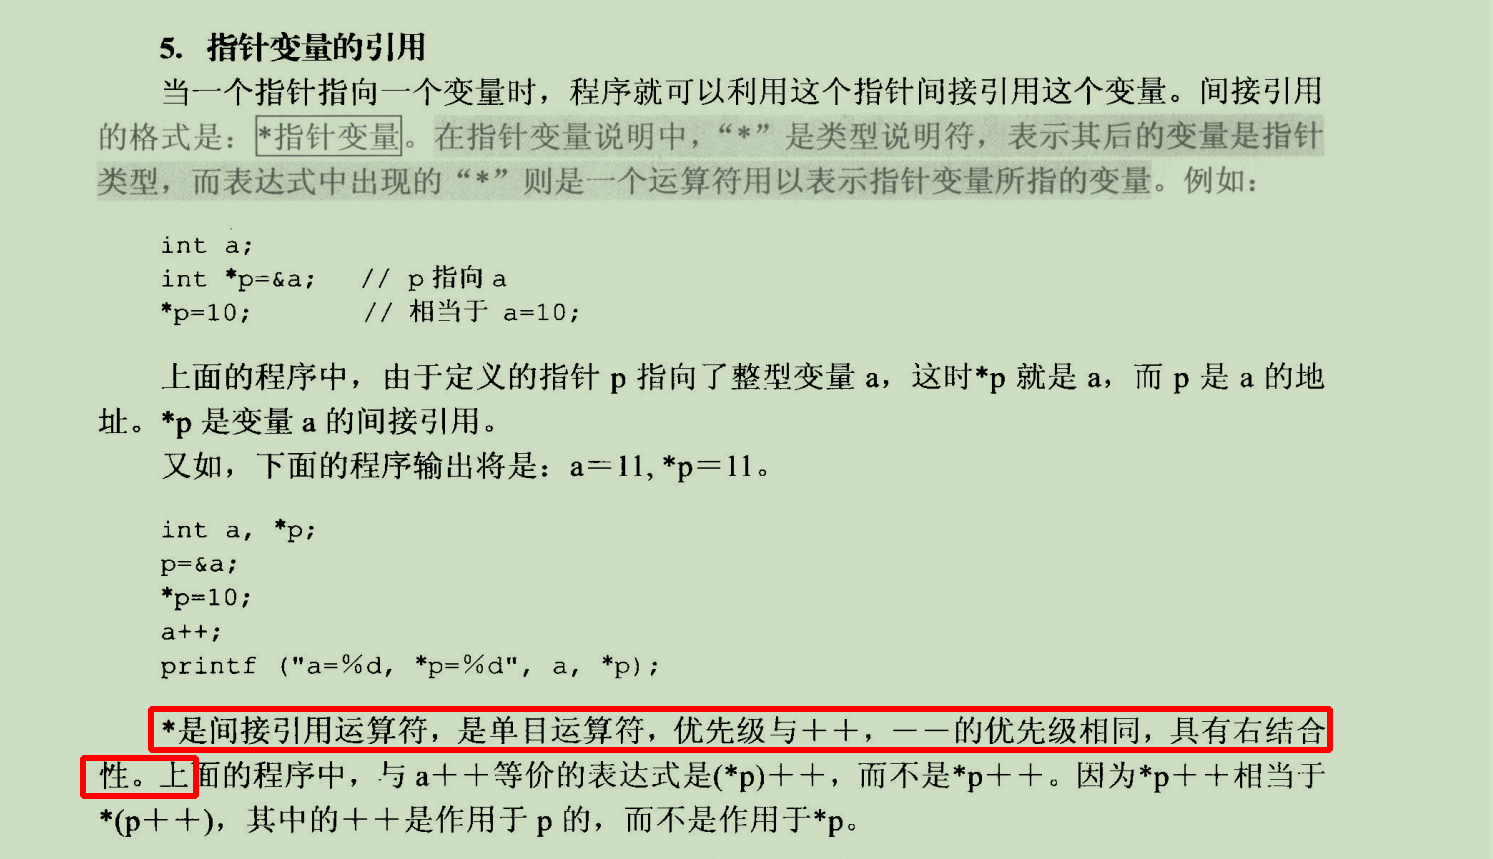 5. 指针变量的引用
当一个指针指向一个变量时，程序就可以利用这个指针间接引用这个变量。间接引用
的格式是：*指针变量。在指针变量说明中，“*”是类型说明符，表示其后的变量是指针
类型，而表达式中出现的“*”则是一个运算符用以表示指针变量所指的变量。例如：
int a;
int *p=&a;   // p 指向 a
*p=10;       // 相当于 a=10;
上面的程序中，由于定义的指针 p 指向了整型变量 a，这时*p 就是 a，而 p 是 a 的地
址。*p 是变量 a 的间接引用。
又如，下面的程序输出将是：a＝11, *p＝11。
int a, *p;
p=&a;
*p=10;
a++;
printf ("a=%d, *p=%d", a, *p);
*是间接引用运算符，是单目运算符，优先级与＋＋，－－的优先级相同，具有右结合
性。上面的程序中，与 a＋＋等价的表达式是(*p)＋＋，而不是*p＋＋。因为*p＋＋相当于
*(p＋＋)，其中的＋＋是作用于 p 的，而不是作用于*p。